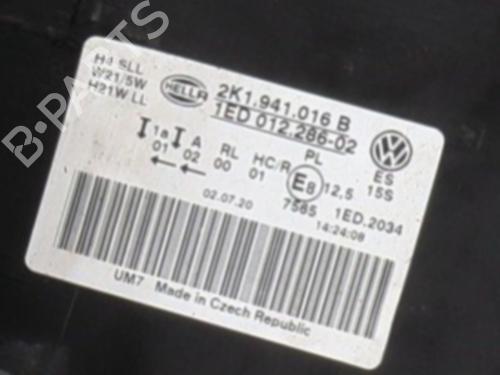 H4 SLL
W21/5W
H21W LL
HELLA
2K1.941.016 B
1ED 012.286-02
1a A RL HC/R PL ES
01 02 00 01 E8 12,5 15S
02.07.20 7585 1ED.2034
14:24:08
UM7 Made in Czech Republic
B-PARTS